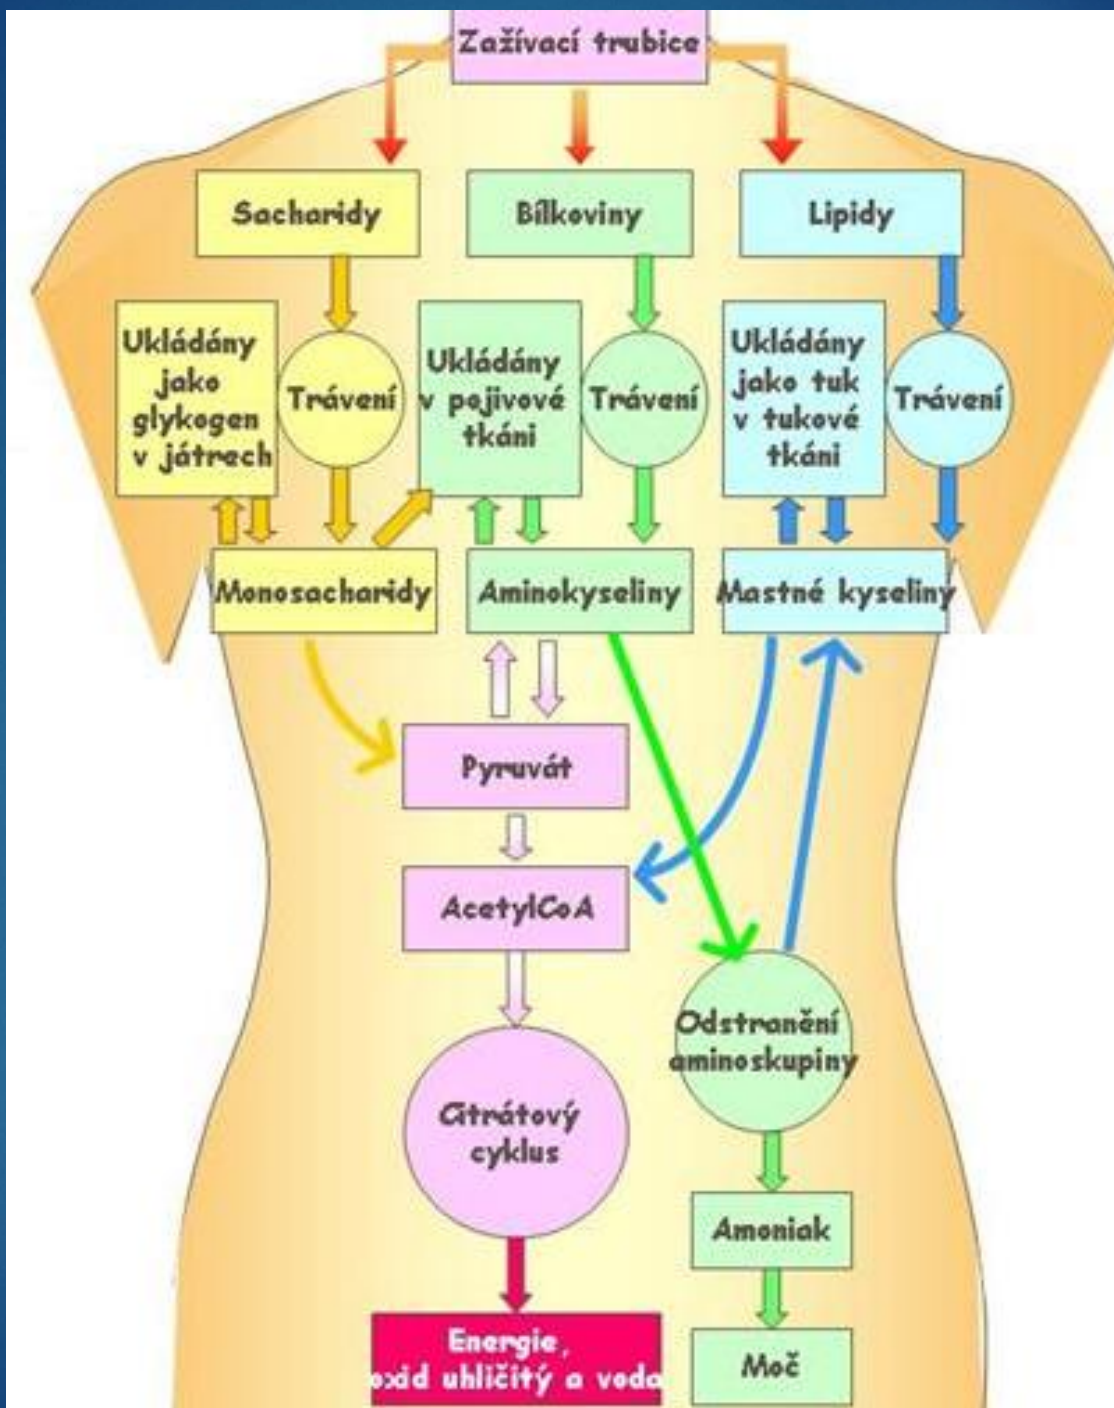 Zažívací trubice
Sacharidy
Bílkoviny
Lipidy
Ukládány
jako
glykogen
v játrech
Trávení
Ukládány
v pojivové
tkáni
Trávení
Ukládány
jako tuk
v tukové
tkáni
Trávení
Monosacharidy
Aminokyseliny
Mastné kyseliny
Pyruvát
AcetylCoA
Odstranění
aminoskupiny
Citrátový
cyklus
Amoniak
Energie,
oxid uhličitý a voda
Moč